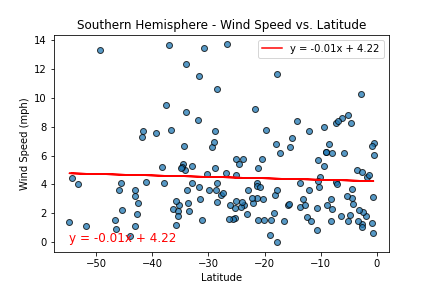 Southern Hemisphere - Wind Speed vs. Latitude
y = -0.01x + 4.22
14
12
10
8
6
4
2
0
Wind Speed (mph)
y = -0.01x + 4.22
−50
−40
−30
−20
−10
0
Latitude